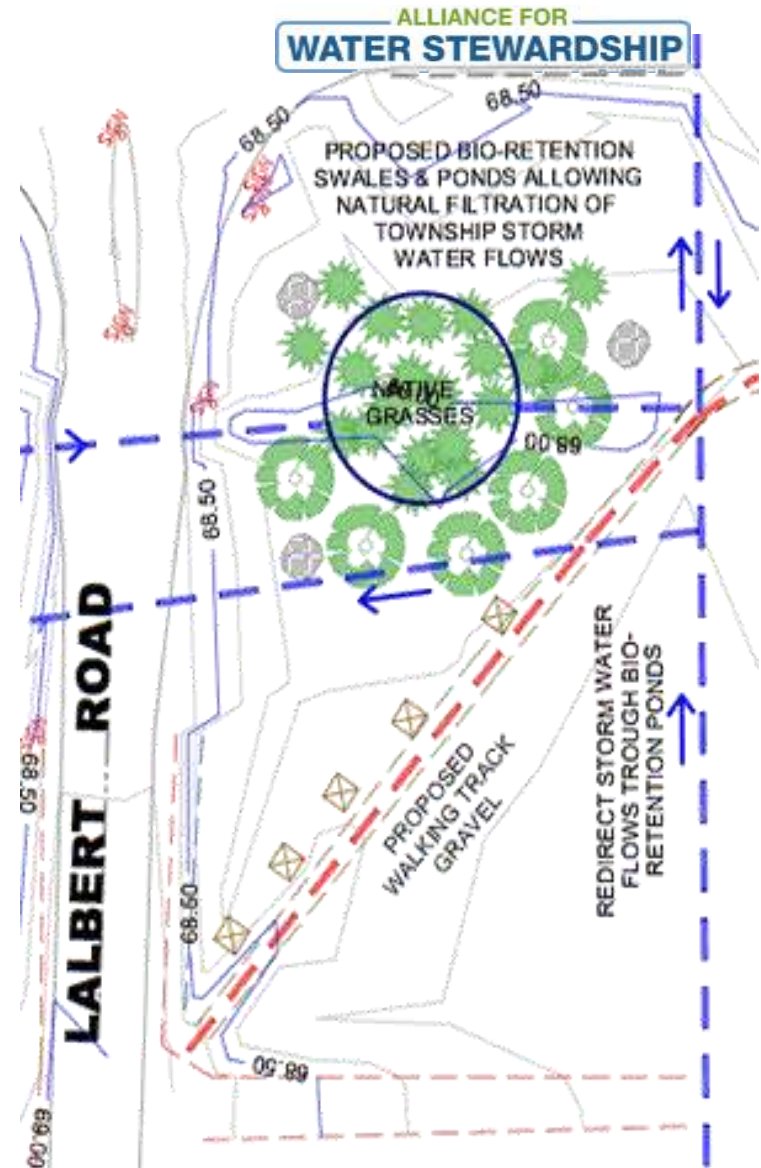 ALLIANCE FOR
WATER STEWARDSHIP
68.50
68.50
PROPOSED BIO-RETENTION
SWALES & PONDS ALLOWING
NATURAL FILTRATION OF
TOWNSHIP STORM
WATER FLOWS
NATIVE
GRASSES
68.00
68.50
LALBERT ROAD
REDIRECT STORM WATER
FLOWS TROUGH BIO-
RETENTION PONDS
PROPOSED
WALKING TRACK
GRAVEL
68.50
68.50
68.50
69.00